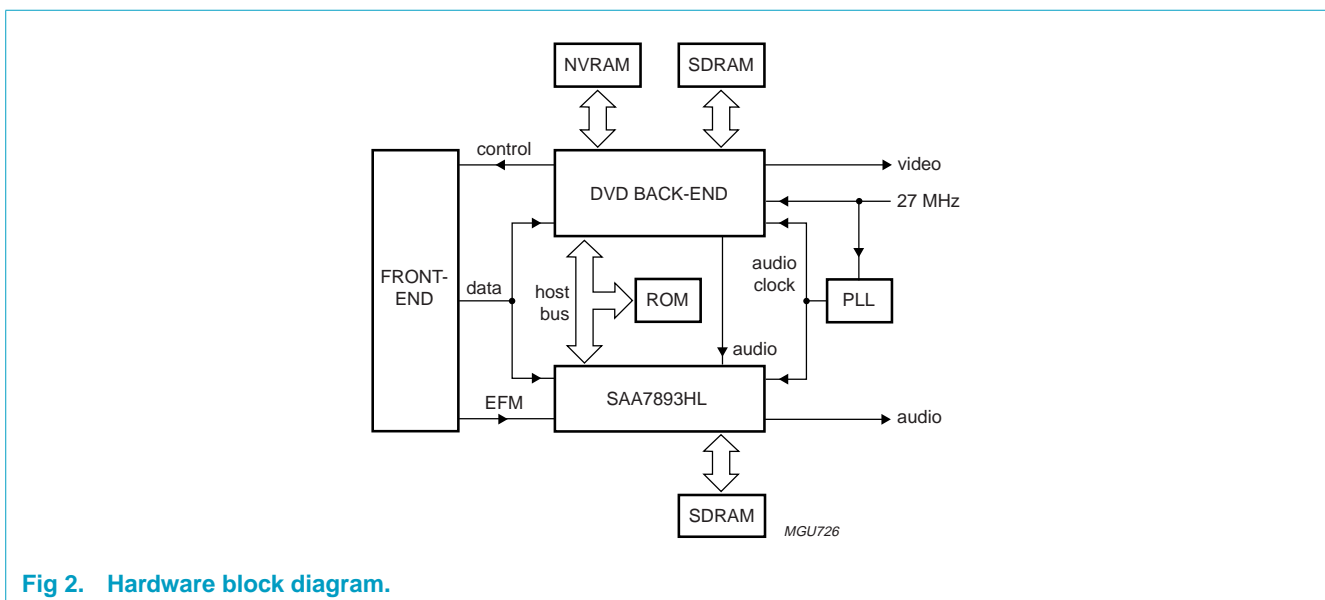 NVRAM
SDRAM
control
video
DVD BACK-END
27 MHz
FRONT-
END
data
host
bus
ROM
audio
clock
PLL
audio
SAA7893HL
EFM
audio
SDRAM
MGU726
Fig 2. Hardware block diagram.